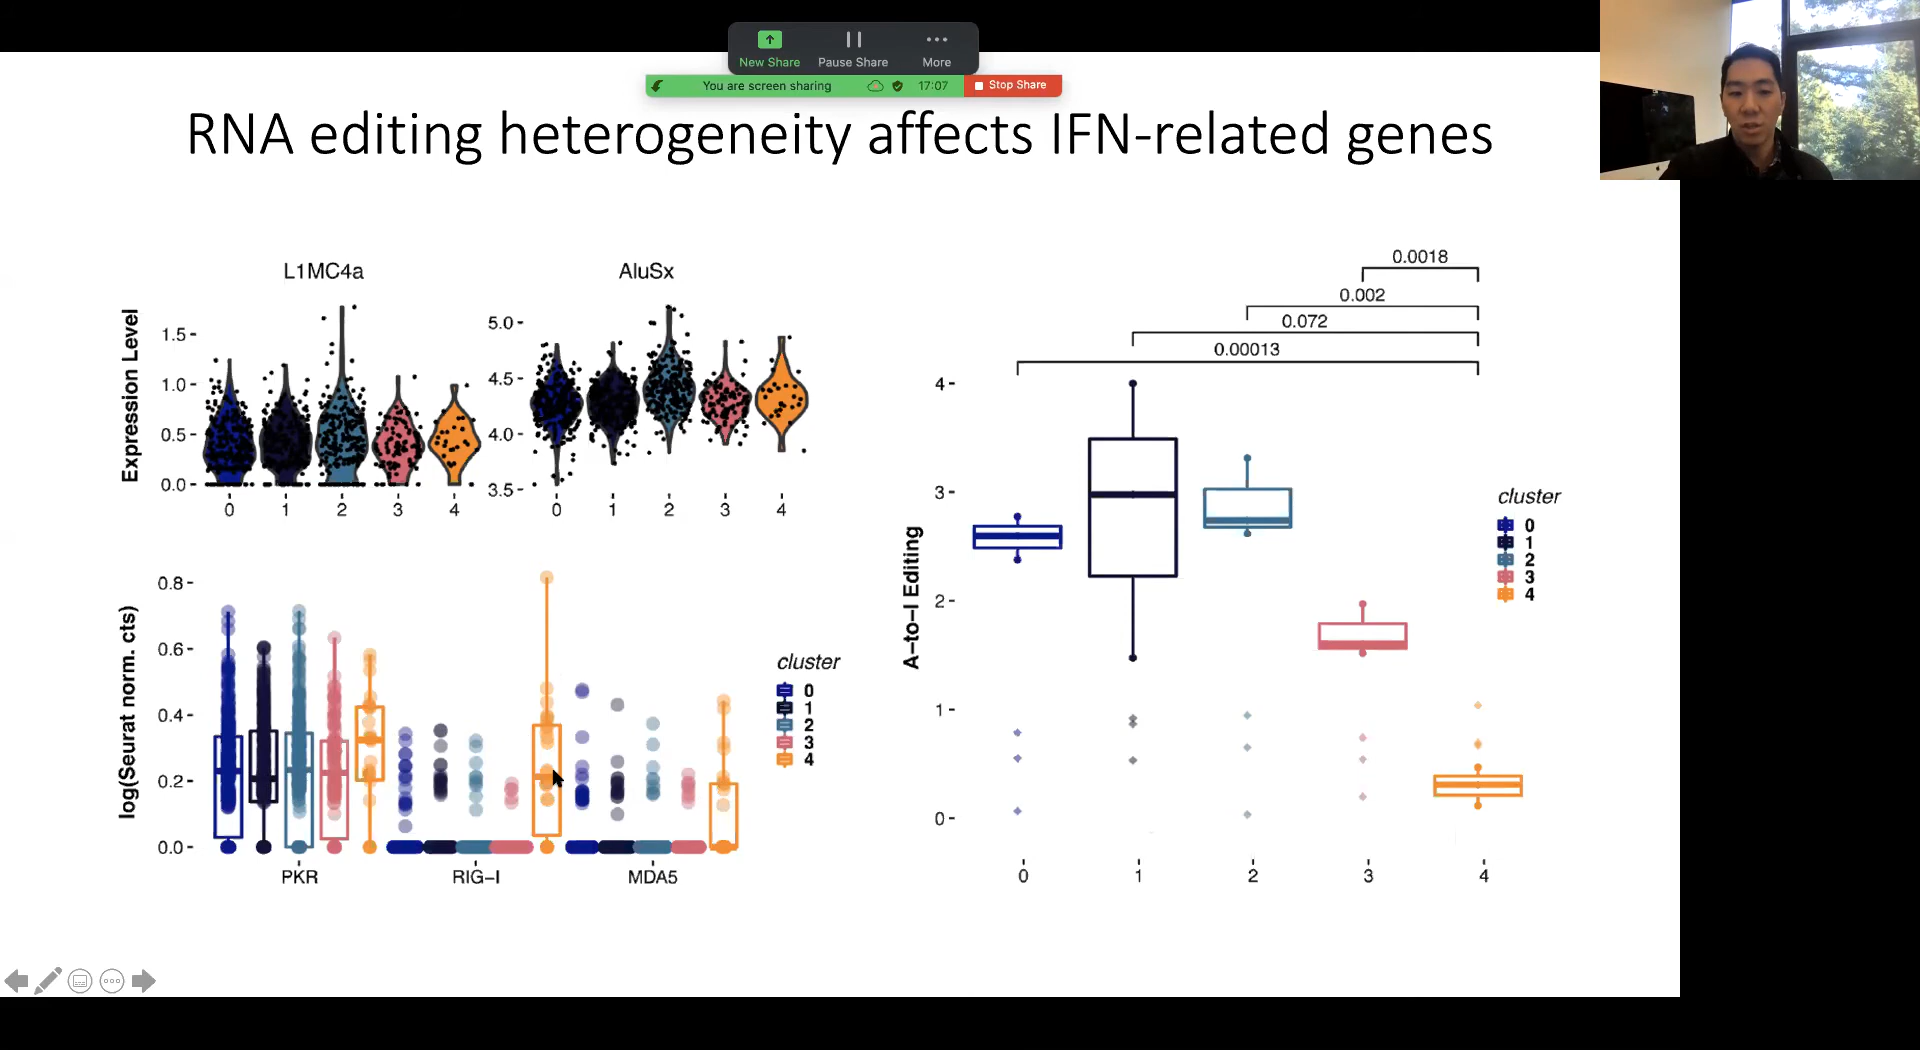 New Share Pause Share More
You are screen sharing 17:07 Stop Share
RNA editing heterogeneity affects IFN-related genes
L1MC4a
Expression Level
1.5
1.0
0.5
0.0
0 1 2 3 4
AluSx
5.0
4.5
4.0
3.5
0 1 2 3 4
log(Seurat norm. cts)
0.8
0.6
0.4
0.2
0.0
PKR RIG-I MDA5
cluster
0
1
2
3
4
0.0018
0.002
0.072
0.00013
A-to-I Editing
4
3
2
1
0
0 1 2 3 4
cluster
0
1
2
3
4